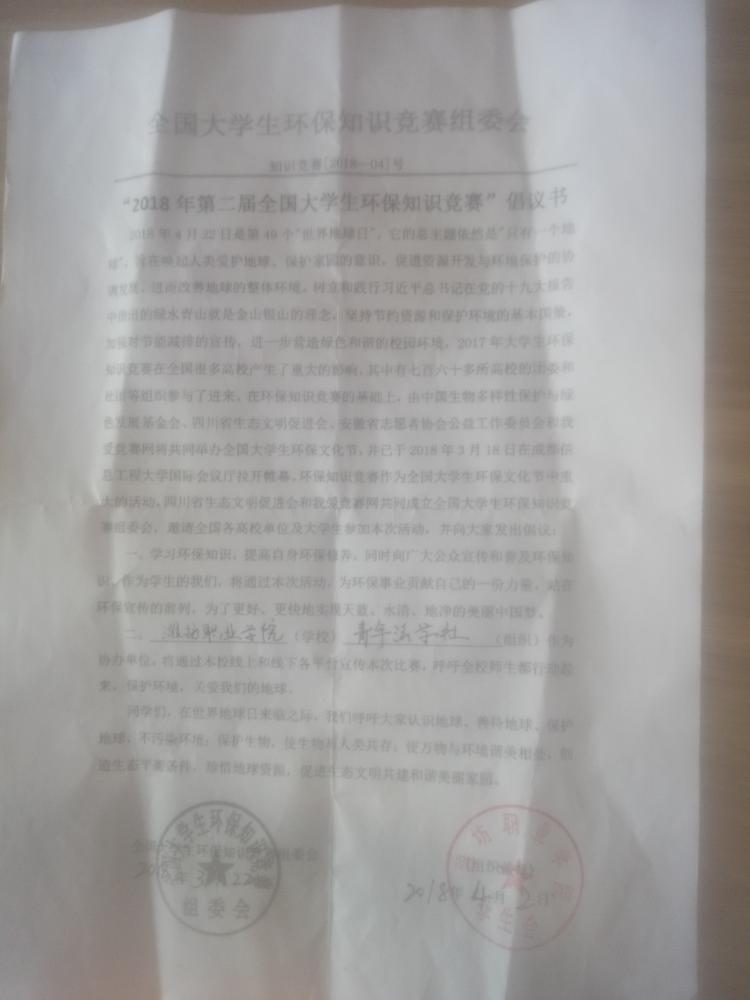 全国大学生环保知识竞赛组委会
知识竞赛[2018—04]号
“2018 年第二届全国大学生环保知识竞赛”倡议书
2018 年 4 月 22 日是第 49 个“世界地球日”，它的总主题依然是“只有一个地
球”，旨在唤起人类爱护地球、保护家园的意识，促进资源开发与环境保护的协
调发展，进而改善地球的整体环境。树立和践行习近平总书记在党的十九大报告
中指出的绿水青山就是金山银山的理念，坚持节约资源和保护环境的基本国策，
加强对节能减排的宣传，进一步营造绿色和谐的校园环境，2017 年大学生环保
知识竞赛在全国很多高校产生了重大的影响，其中有七百六十多所高校的团委和
社团等组织参与了进来。在环保知识竞赛的基础上，由中国生物多样性保护与绿
色发展基金会、四川省生态文明促进会、安徽省志愿者协会公益工作委员会和我
爱竞赛网将共同举办全国大学生环保文化节，并已于 2018 年 3 月 18 日在成都信
息工程大学国际会议厅拉开帷幕。环保知识竞赛作为全国大学生环保文化节中重
大的活动，四川省生态文明促进会和我爱竞赛网共同成立全国大学生环保知识竞
赛组委会，邀请全国各高校单位及大学生参加本次活动，并向大家发出倡议：
一、学习环保知识，提高自身环保修养，同时向广大公众宣传和普及环保知
识。作为学生的我们，将通过本次活动，为环保事业贡献自己的一份力量，站在
环保宣传的前列，为了更好、更快地实现天蓝、水清、地净的美丽中国梦。
二、潍坊职业学院（学校）青年法学社（组织）作为
协办单位，将通过本校线上和线下各平台宣传本次比赛，呼吁全校师生都行动起
来，保护环境，关爱我们的地球。
同学们，在世界地球日来临之际，我们呼吁大家认识地球、善待地球、保护
地球，不污染环境；保护生物，使生物与人类共存；使万物与环境谐美相处，创
造生态平衡条件，珍惜地球资源，促进生态文明共建和谐美丽家园。
全国大学生环保知识竞赛组委会
2018年3月22日
组委会
（组织签章）
2018年4月2日
坊职业学院